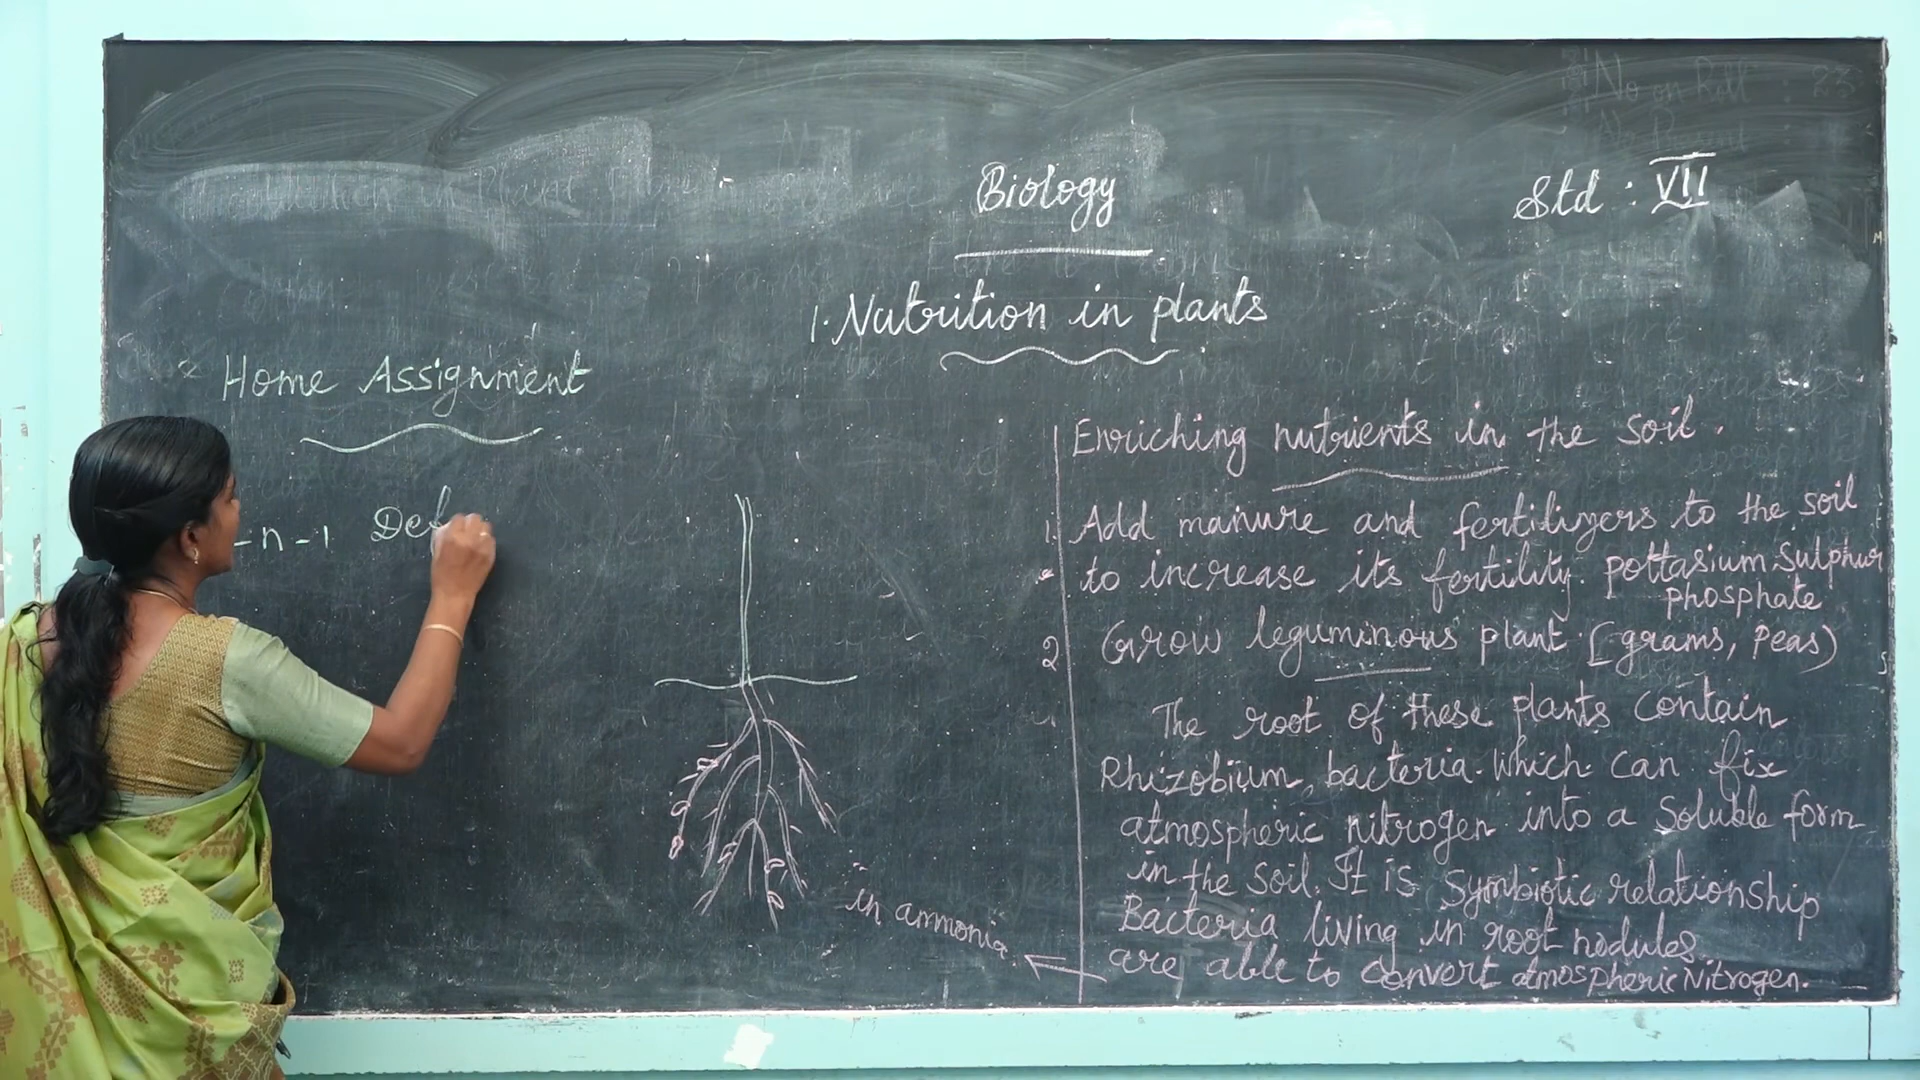 Biology
Std : VII
1. Nutrition in plants
Home Assignment
-n-1 Def
Enriching nutrients in the soil.
1. Add manure and fertilizers to the soil
to increase its fertility. pottasium Sulphur
phosphate
2 Grow leguminous plant. [grams, Peas)
The root of these plants contain
Rhizobium, bacteria. Which can fix
atmospheric nitrogen into a Soluble form
in the Soil. It is Symbiotic relationship
Bacteria living in root nodules
are able to convert atmospheric Nitrogen.
in ammonia.
No on Roll : 23